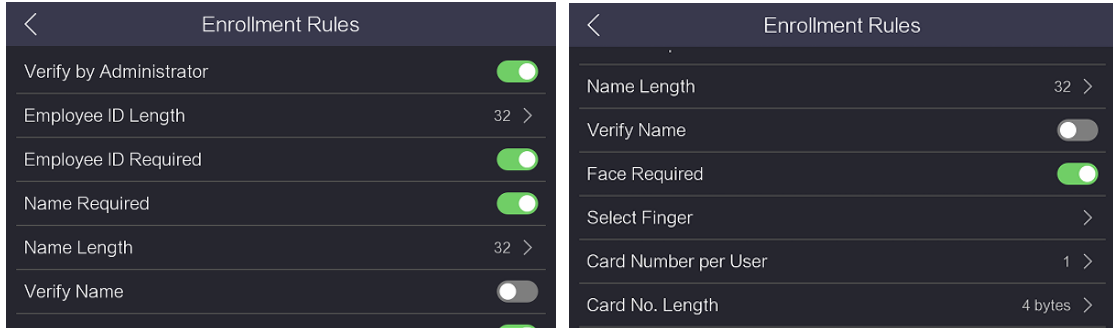 Enrollment Rules
Verify by Administrator
Employee ID Length 32
Employee ID Required
Name Required
Name Length 32
Verify Name
Enrollment Rules
Name Length 32
Verify Name
Face Required
Select Finger
Card Number per User 1
Card No. Length 4 bytes